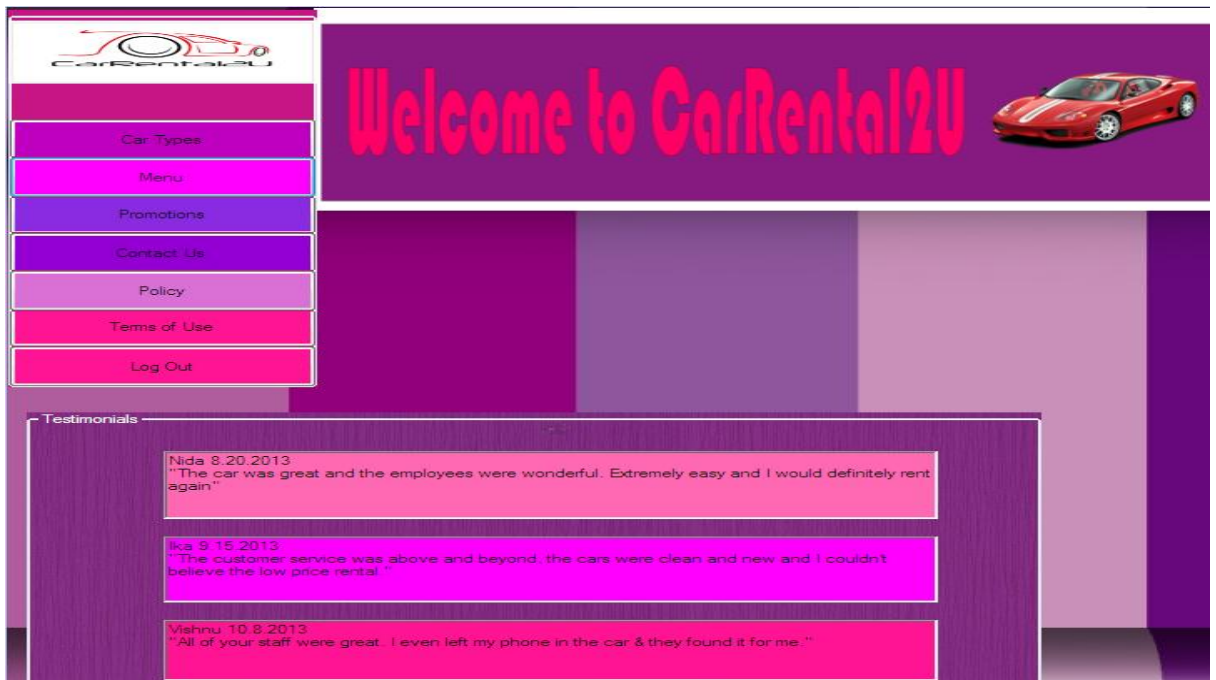 CarRental2U
Welcome to CarRental2U
Car Types
Menu
Promotions
Contact Us
Policy
Terms of Use
Log Out
Testimonials
Nida 8.20.2013
"The car was great and the employees were wonderful. Extremely easy and I would definitely rent
again"
Ika 9.15.2013
"The customer service was above and beyond, the cars were clean and new and I couldn't
believe the low price rental."
Vishnu 10.8.2013
"All of your staff were great. I even left my phone in the car & they found it for me."